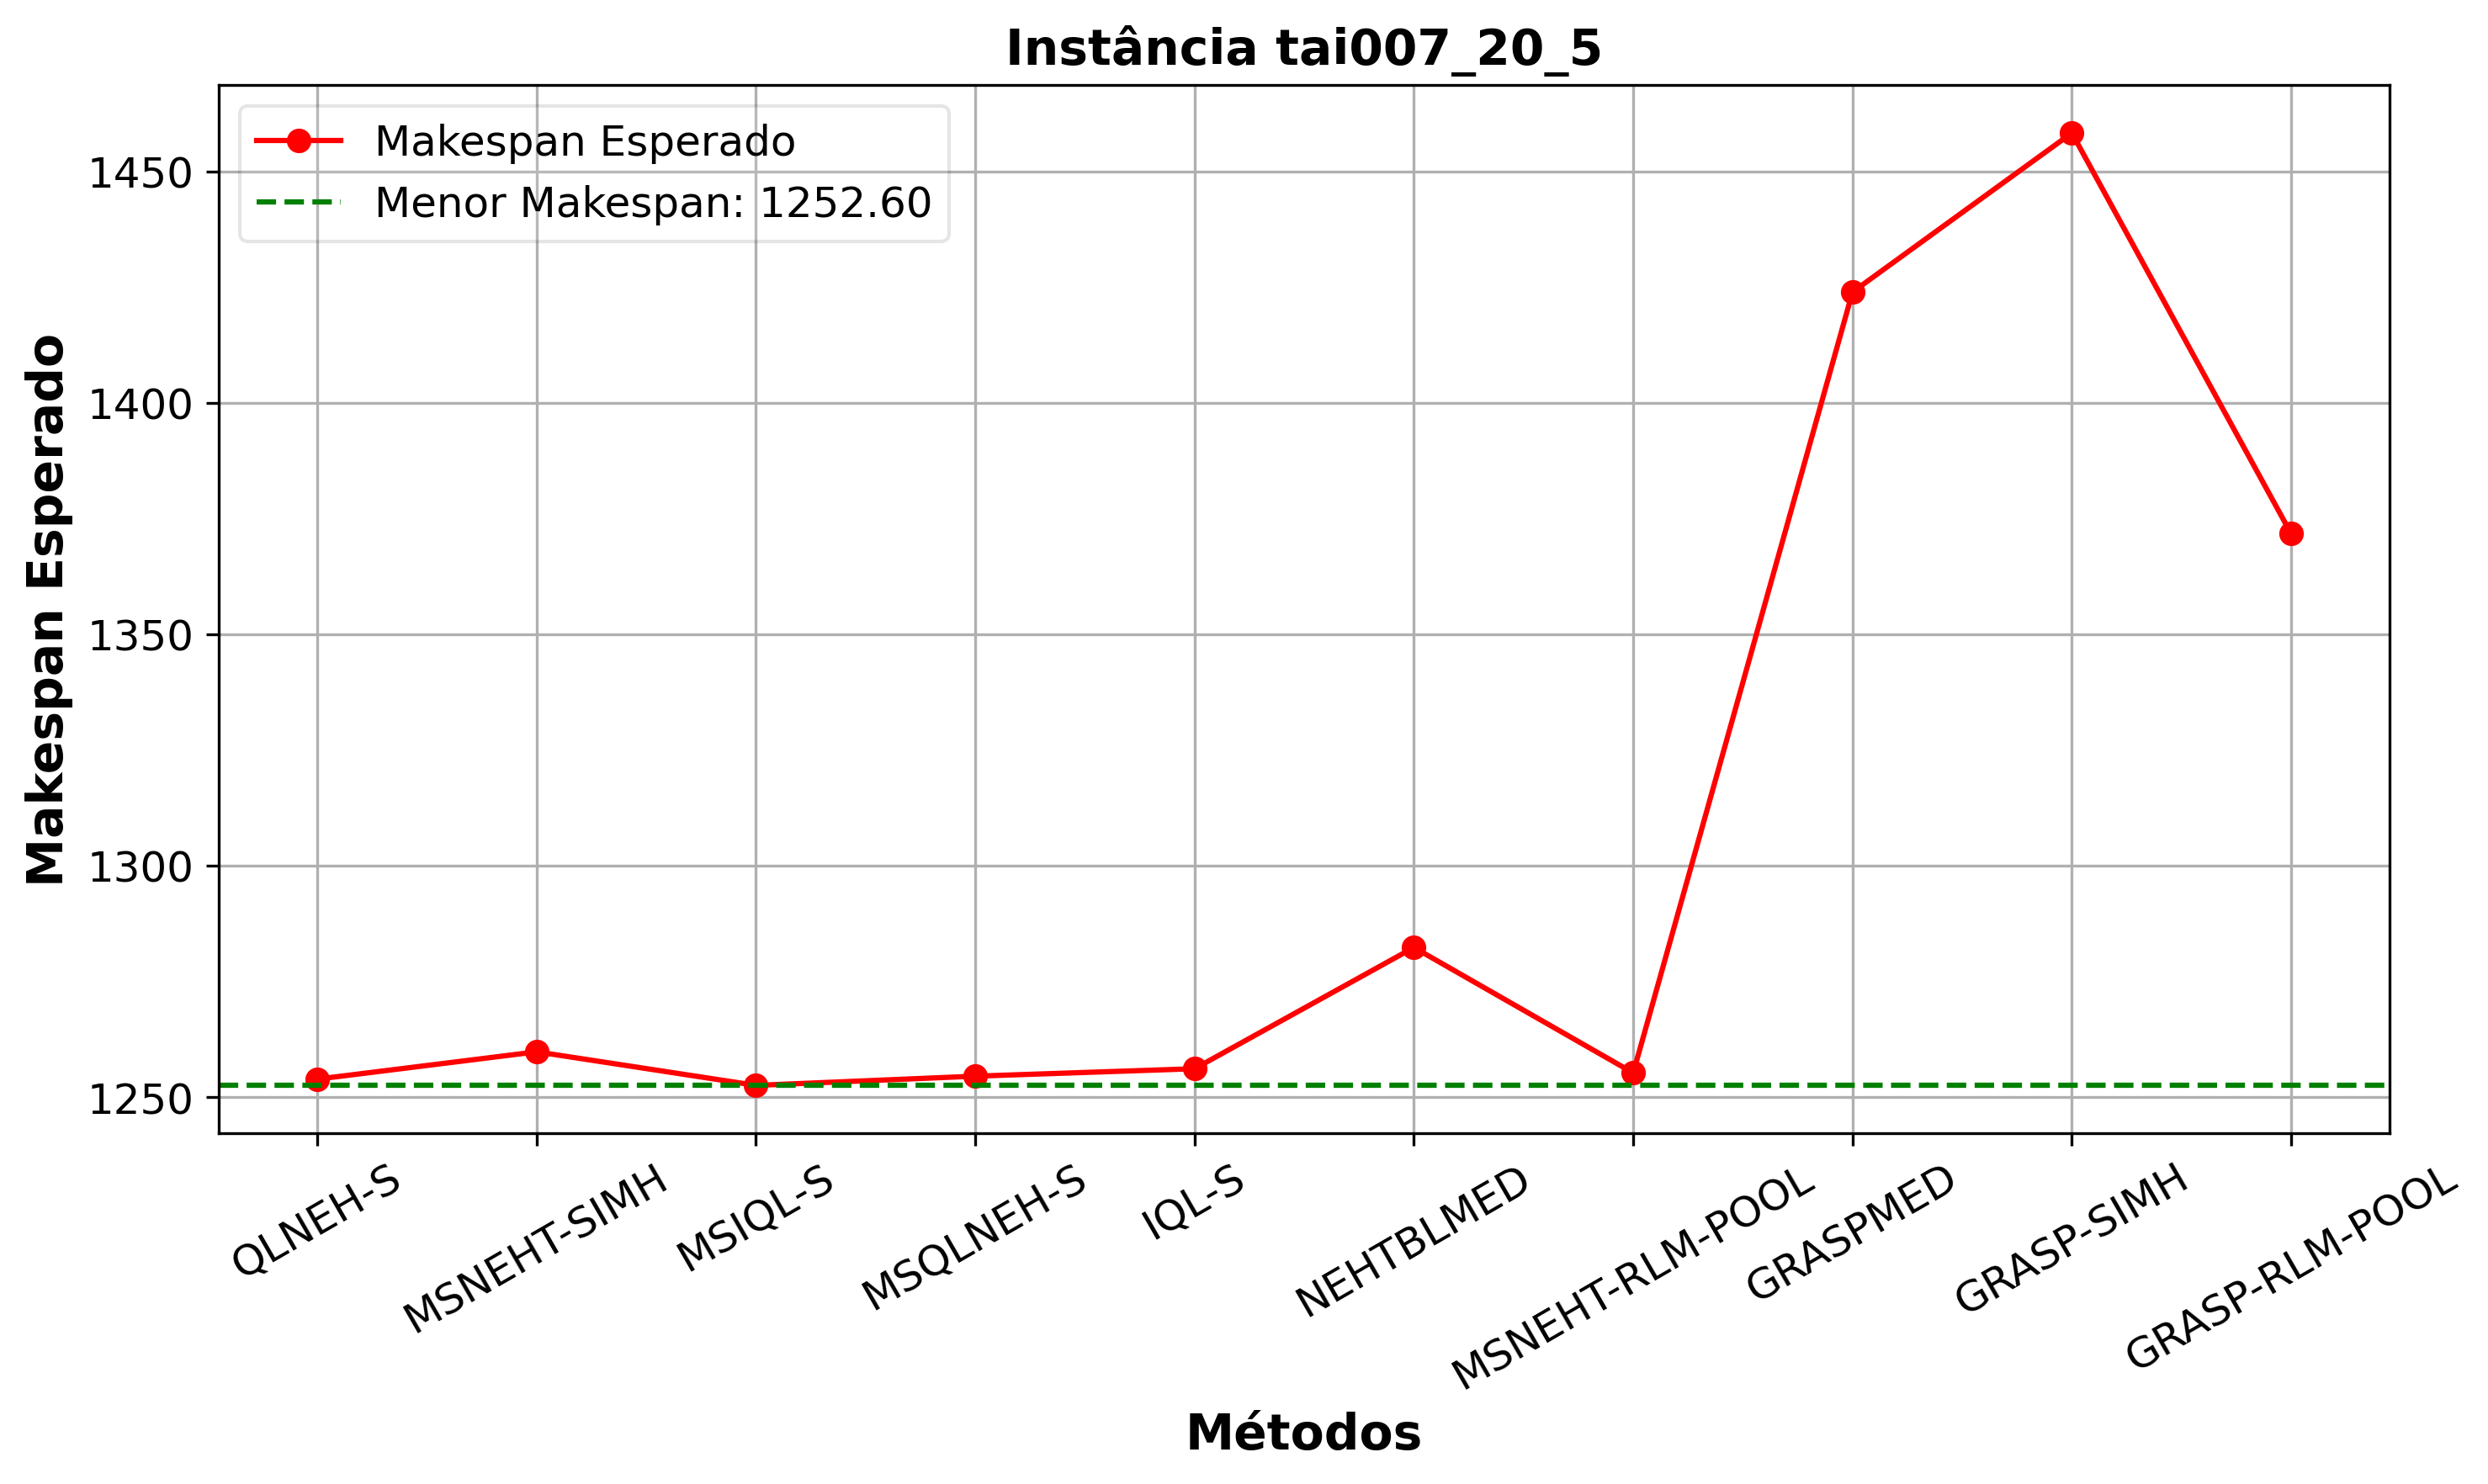 Instância tai007_20_5
Makespan Esperado
Menor Makespan: 1252.60
Makespan Esperado
1450
1400
1350
1300
1250
QLNEH-S
MSNEHT-SIMH
MSIQL-S
MSQLNEH-S
IQL-S
NEHTBLMED
MSNEHT-RLM-POOL
GRASPMED
GRASP-SIMH
GRASP-RLM-POOL
Métodos